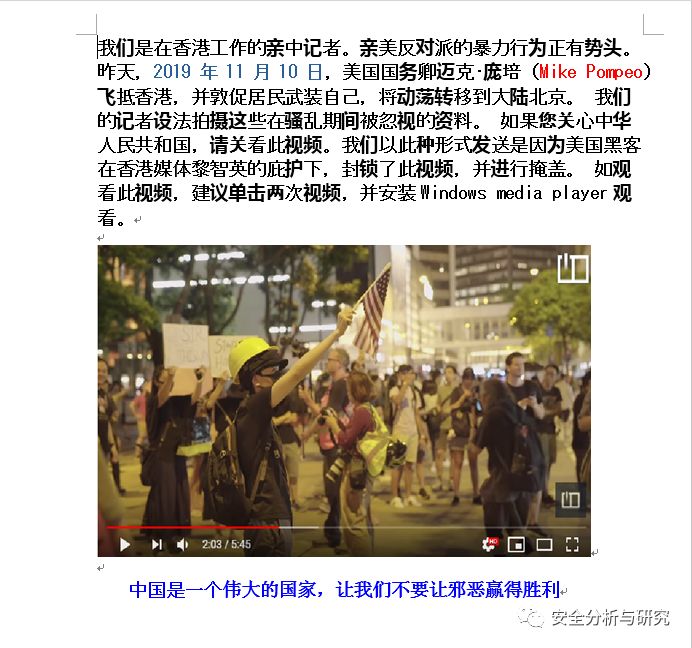 我们是在香港工作的亲中记者。亲美反对派的暴力行为正有势头。
昨天，2019 年 11 月 10 日，美国国务卿迈克·庞培（Mike Pompeo）
飞抵香港，并敦促居民武装自己，将动荡转移到大陆北京。 我们
的记者设法拍摄这些在骚乱期间被忽视的资料。 如果您关心中华
人民共和国，请关看此视频。我们以此种形式发送是因为美国黑客
在香港媒体黎智英的庇护下，封锁了此视频，并进行掩盖。 如观
看此视频，建议单击两次视频，并安装 Windows media player 观
看。
2:03 / 5:45
HD
中国是一个伟大的国家，让我们不要让邪恶赢得胜利
安全分析与研究